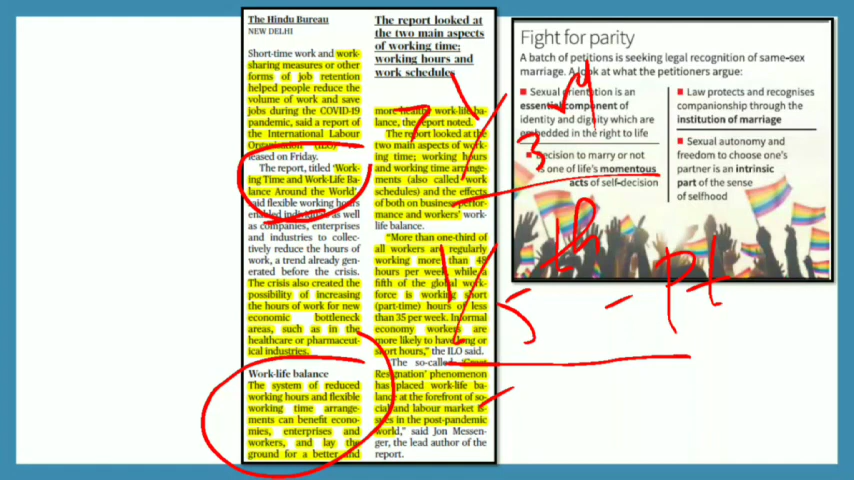 The Hindu Bureau
NEW DELHI
Short-time work and work-
sharing measures or other
forms of job retention
helped people reduce the
volume of work and save
jobs during the COVID-19
pandemic, said a report of
the International Labour
Organisation
leased on Friday.
The report, titled 'Work-
ing Time and Work-Life Ba-
lance Around the World',
said flexible working hours
enabled individuals as well
as companies, enterprises
and industries to collec-
tively reduce the hours of
work, a trend already gen-
erated before the crisis.
The crisis also created the
possibility of increasing
the hours of work for new
economic bottleneck
areas, such as in the
healthcare or pharmaceut-
ical industries.
Work-life balance
The system of reduced
working hours and flexible
working time arrange-
ments can benefit econo-
mies, enterprises and
workers, and lay the
ground for a better and
The report looked at
the two main aspects
of working time;
working hours and
work schedules
more healthy work-life ba-
lance, the report noted.
The report looked at the
two main aspects of work-
ing time; working hours
and working time arrange-
ments (also called work
schedules) and the effects
of both on business perfor-
mance and workers' work-
life balance.
"More than one-third of
all workers are regularly
working more than 48
hours per week, while a
fifth of the global work-
force is working short
(part-time) hours of less
than 35 per week. Informal
economy workers are
more likely to have long or
short hours," the ILO said.
The so-called 'Great
Resignation' phenomenon
has placed work-life ba-
lance at the forefront of so-
cial and labour market is-
sues in the post-pandemic
world," said Jon Messen-
ger, the lead author of the
report.
Fight for parity
A batch of petitions is seeking legal recognition of same-sex
marriage. A look at what the petitioners argue:
Sexual orientation is an
essential component of
identity and dignity which are
embedded in the right to life
Decision to marry or not
is one of life's momentous
acts of self-decision
Law protects and recognises
companionship through the
institution of marriage
Sexual autonomy and
freedom to choose one's
partner is an intrinsic
part of the sense
of selfhood
3
5th - Pt